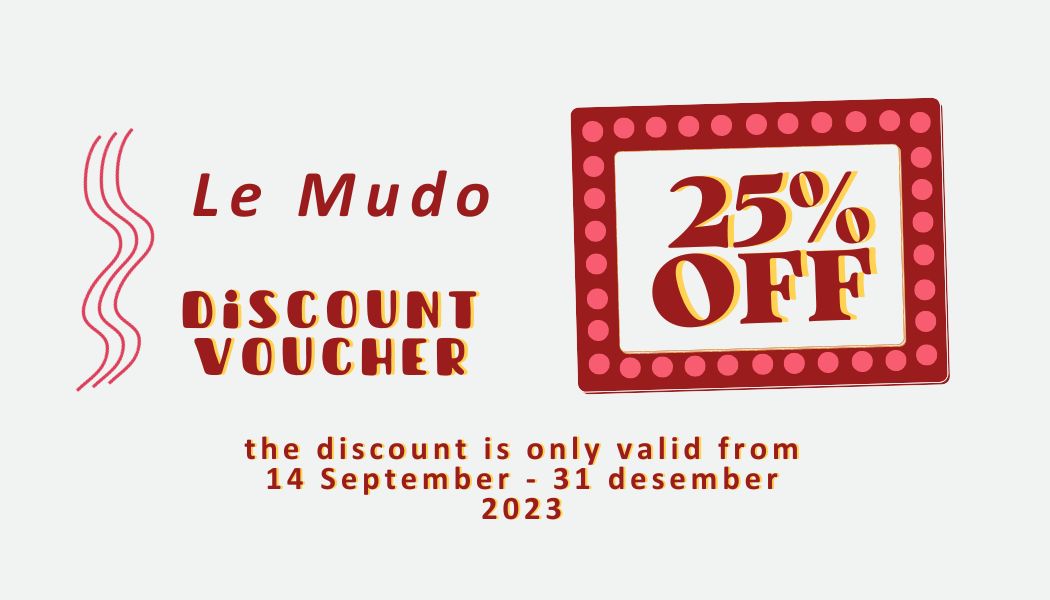 Le Mudo
DiSCOUNT
VOUCHER
25%
OFF
the discount is only valid from
14 September - 31 desember
2023